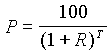 P = 100 / (1 + R)^T